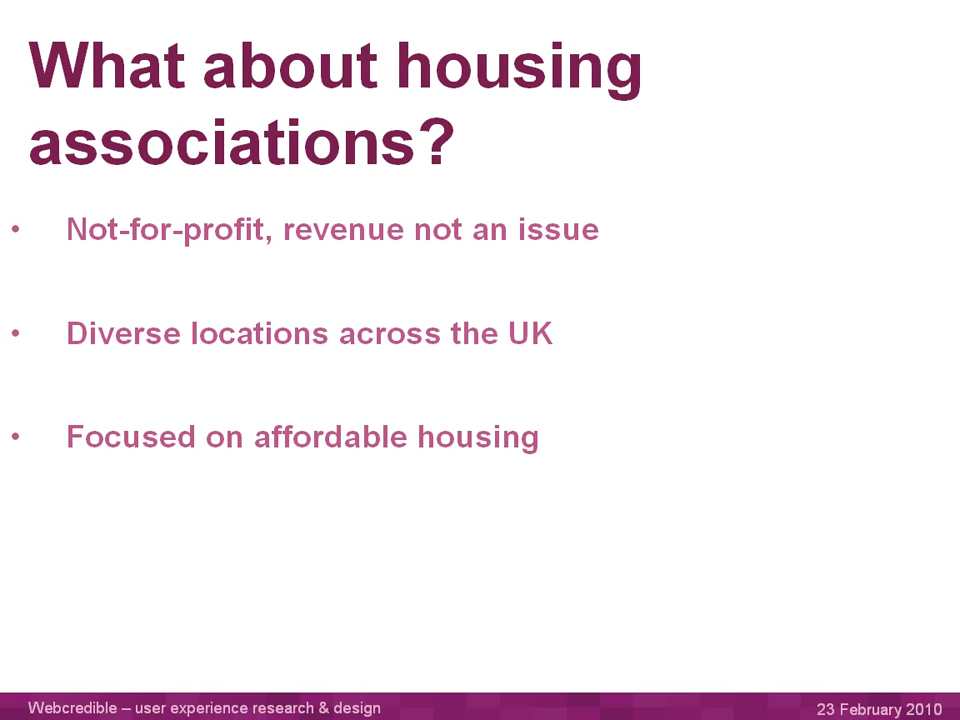 What about housing
associations?
• Not-for-profit, revenue not an issue
• Diverse locations across the UK
• Focused on affordable housing
Webcredible – user experience research & design
23 February 2010